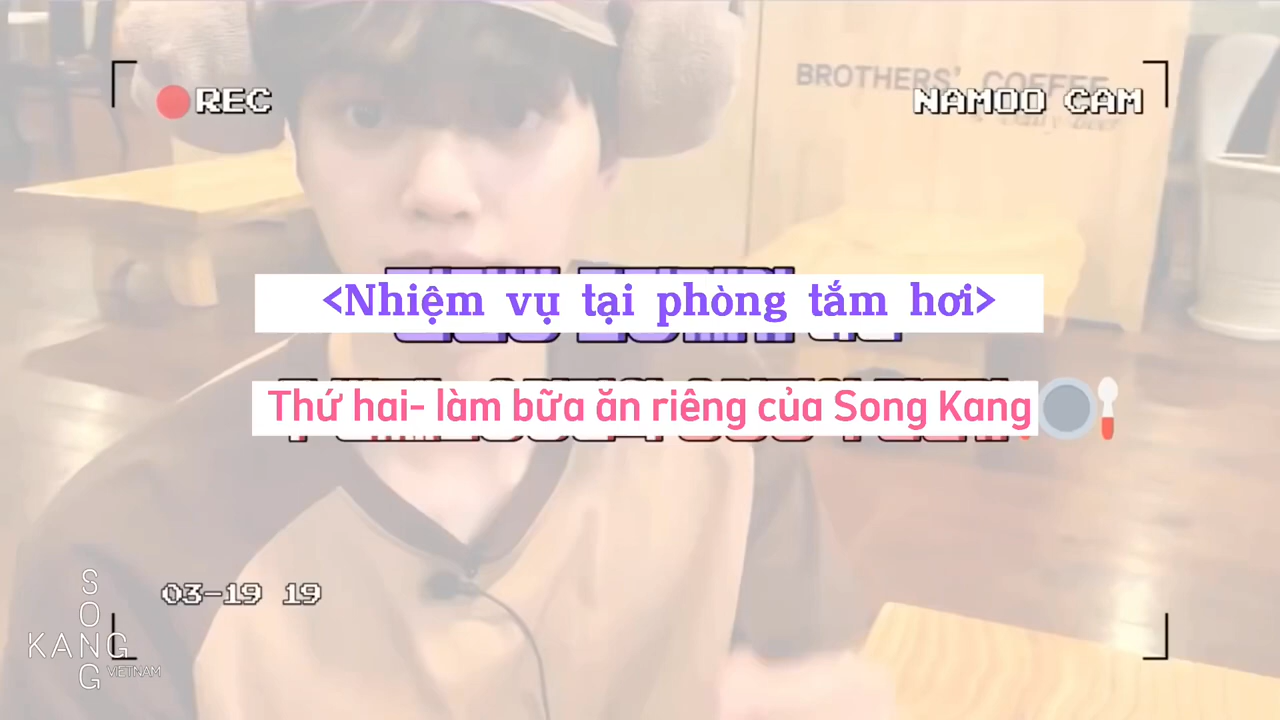 BROTHERS' COFFEE
REC
NAMOO CAM
<Nhiệm vụ tại phòng tắm hơi>
Thứ hai- làm bữa ăn riêng của Song Kang
03-19 19
SONG
KANG
VIETNAM